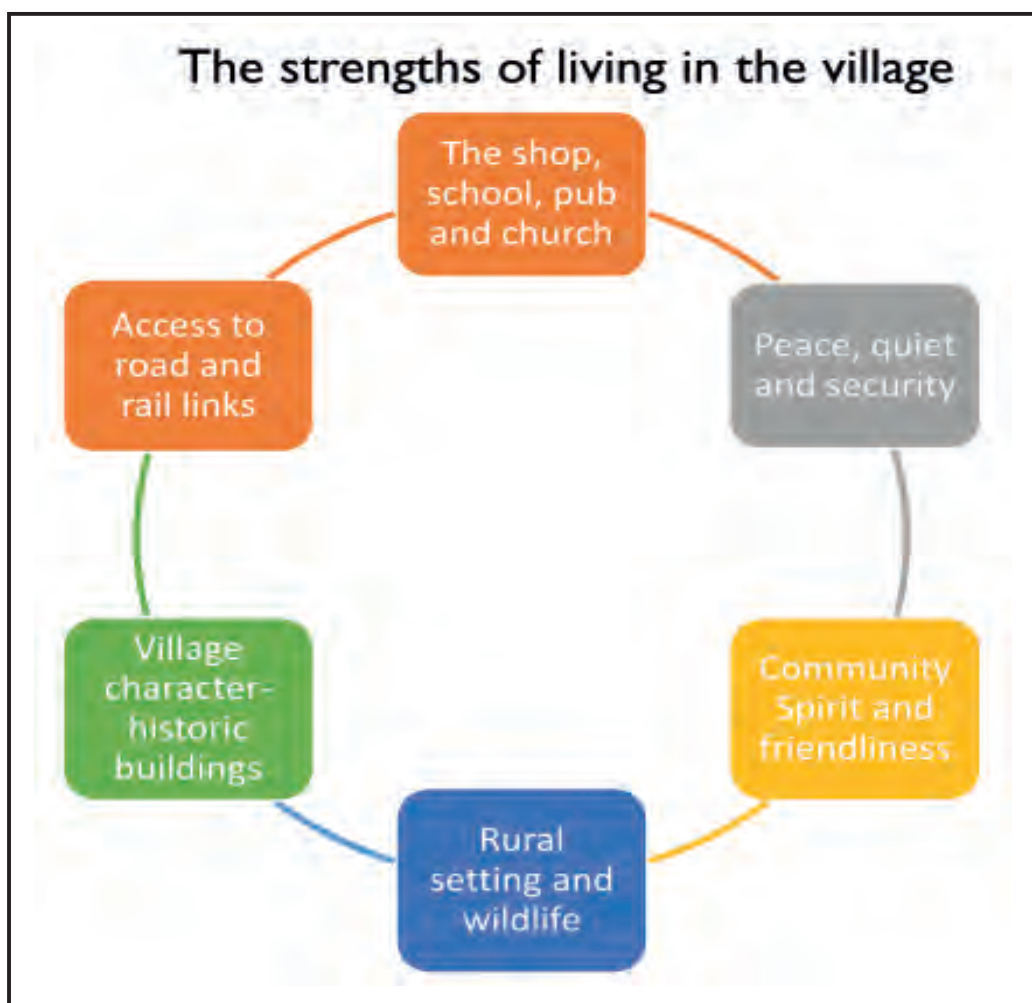 The strengths of living in the village
The shop,
school, pub
and church
Peace, quiet
and security
Community
Spirit and
friendliness
Rural
setting and
wildlife
Village
character-
historic
buildings
Access to
road and
rail links